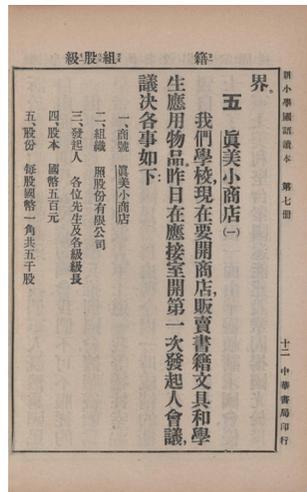 小學國語讀本 第七册 十二 中華書局印行
籍 組股級
界。
五 眞美小商店(一)
我們學校,現在要開商店,販賣書籍文具和學
生應用物品。昨日在應接室開第一次發起人會議,
議决各事如下:
一、商號 眞美小商店
二、組織 照股份有限公司
三、發起人 各位先生及各級級長
四、股本 國幣五百元
五、股份 每股國幣一角共五千股